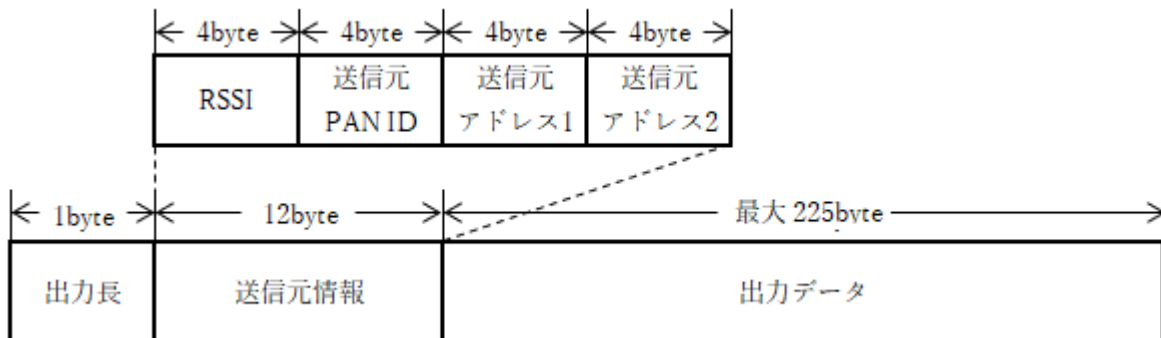 4byte 4byte 4byte 4byte
RSSI
送信元
PAN ID
送信元
アドレス1
送信元
アドレス2
1byte 12byte 最大 225byte
出力長 送信元情報 出力データ